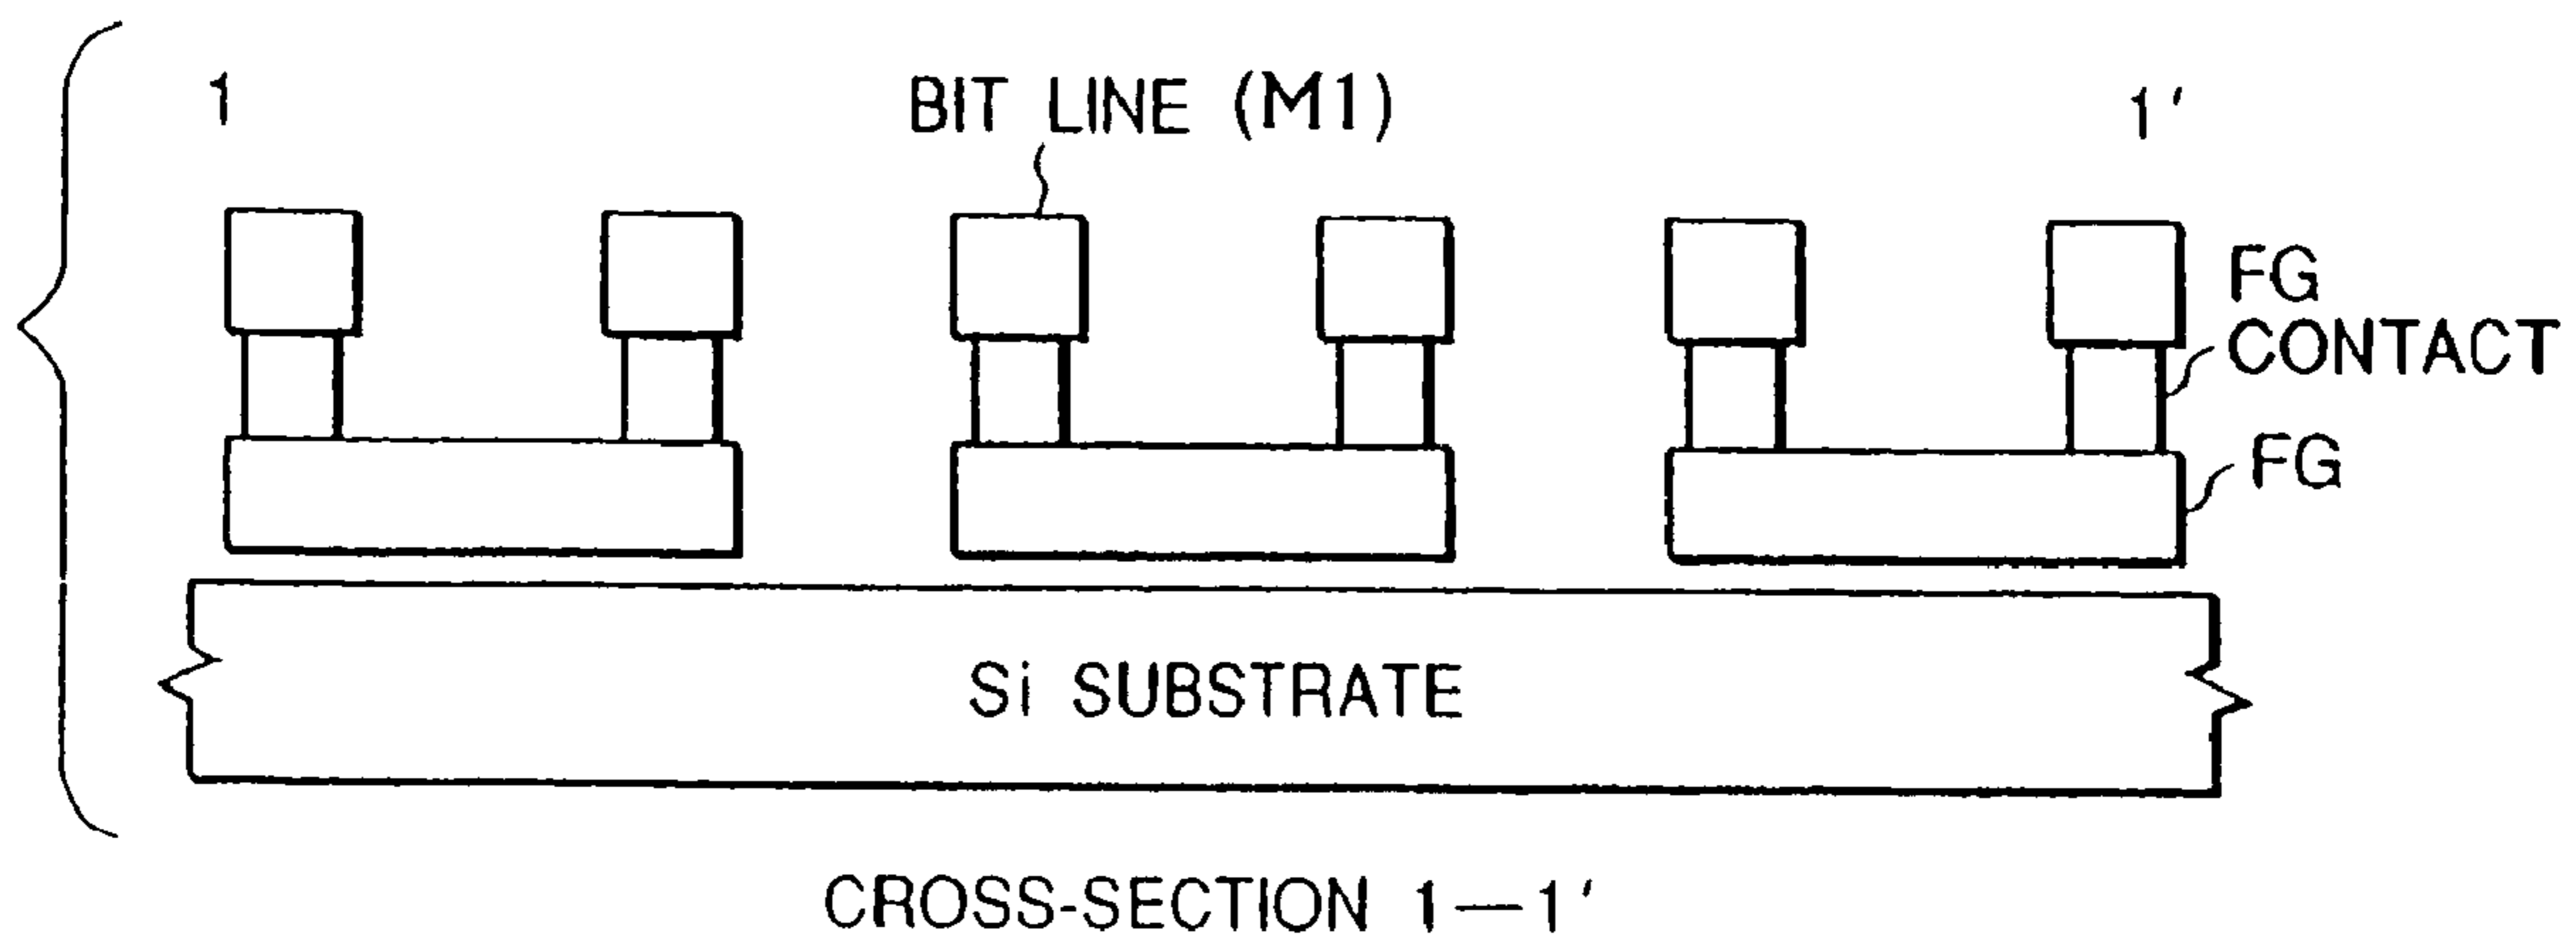 1
BIT LINE (M1)
1'
FG
CONTACT
FG
Si SUBSTRATE
CROSS-SECTION 1—1'